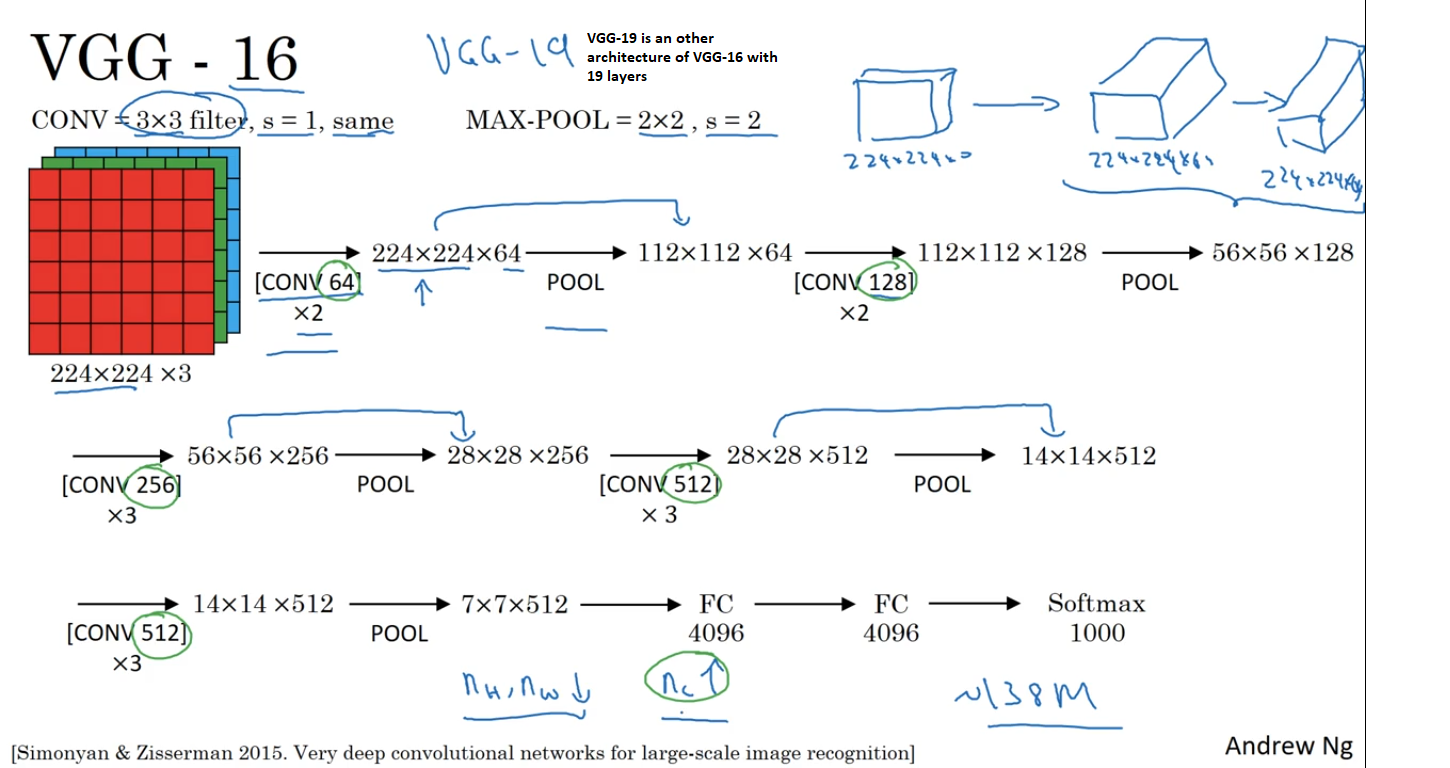 VGG - 16
VGG-19
VGG-19 is an other
architecture of VGG-16 with
19 layers
CONV = 3×3 filter, s = 1, same
MAX-POOL = 2×2 , s = 2
224×224×3
224×224×64
224×224×64
224×224×64
112×112 ×64
112×112 ×128
56×56 ×128
[CONV 64]
POOL
[CONV 128]
POOL
×2
×2
224×224 ×3
56×56 ×256
28×28 ×256
28×28 ×512
14×14×512
[CONV 256]
POOL
[CONV 512]
POOL
×3
× 3
14×14 ×512
7×7×512
FC
FC
Softmax
[CONV 512]
POOL
4096
4096
1000
×3
nH, nW ↓
nC ↑
~138M
[Simonyan & Zisserman 2015. Very deep convolutional networks for large-scale image recognition]
Andrew Ng